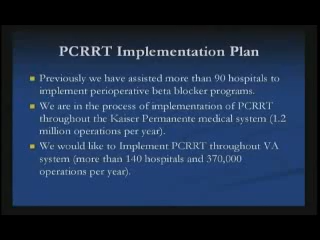 PCRRT Implementation Plan
Previously we have assisted more than 90 hospitals to
implement perioperative beta blocker programs.
We are in the process of implementation of PCRRT
throughout the Kaiser Permanente medical system (1.2
million operations per year).
We would like to Implement PCRRT throughout VA
system (more than 140 hospitals and 370,000
operations per year).